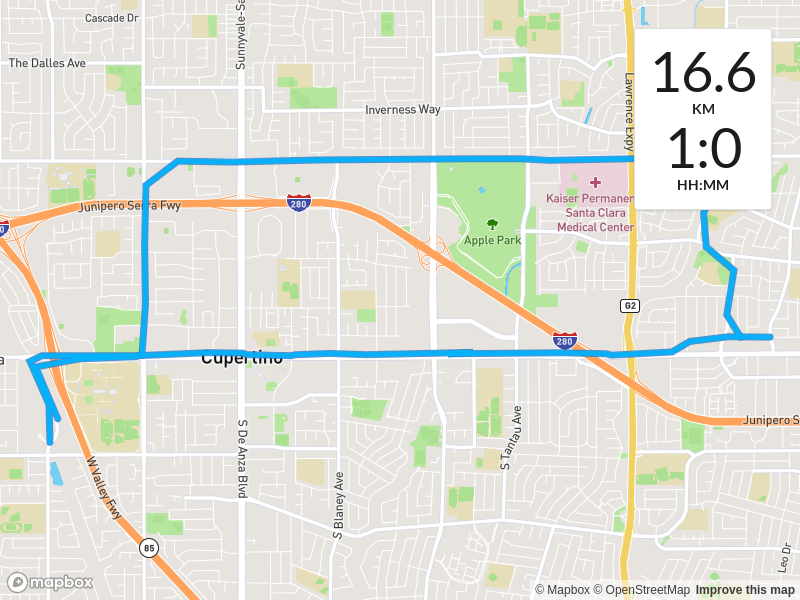 Cascade Dr
Sunnyvale-Sa
The Dalles Ave
16.6
KM
1:0
HH:MM
Lawrence Expy
Inverness Way
Kaiser Permanen
Santa Clara
Medical Center
Junipero Serra Fwy
280
Apple Park
G2
280
Cupertino
Junipero S
S De Anza Blvd
S Tantau Ave
W Valley Fwy
S Blaney Ave
85
Leo Dr
mapbox
© Mapbox © OpenStreetMap Improve this map